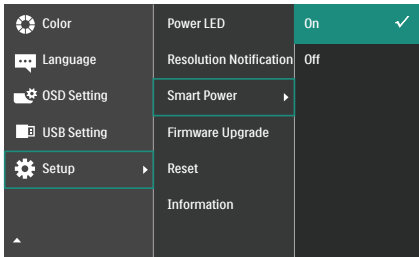 Color
Language
OSD Setting
USB Setting
Setup
Power LED
Resolution Notification
Smart Power
Firmware Upgrade
Reset
Information
On
Off